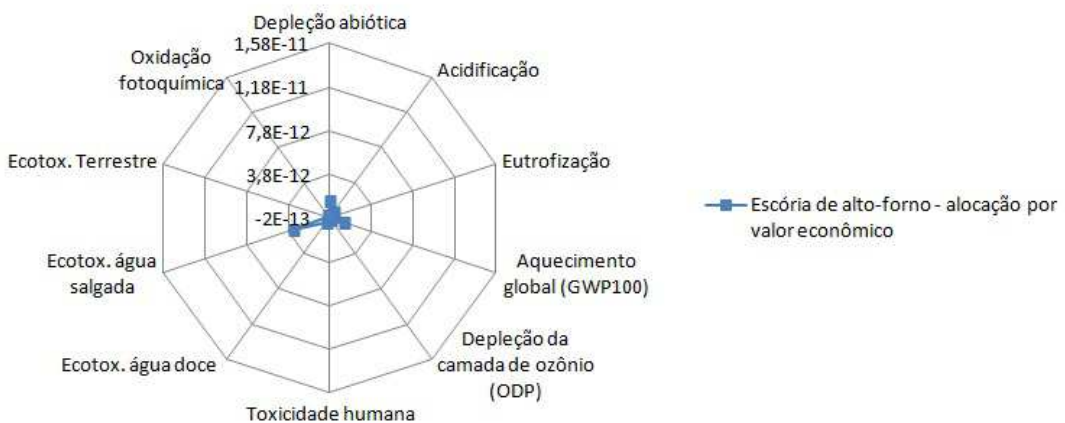 Depleção abiótica
1,58E-11
Oxidação
fotoquímica
Acidificação
1,18E-11
7,8E-12
Ecotox. Terrestre
Eutrofização
3,8E-12
-2E-13
Escória de alto-forno - alocação por
valor econômico
Ecotox. água
salgada
Aquecimento
global (GWP100)
Depleção da
camada de ozônio
(ODP)
Ecotox. água doce
Toxicidade humana